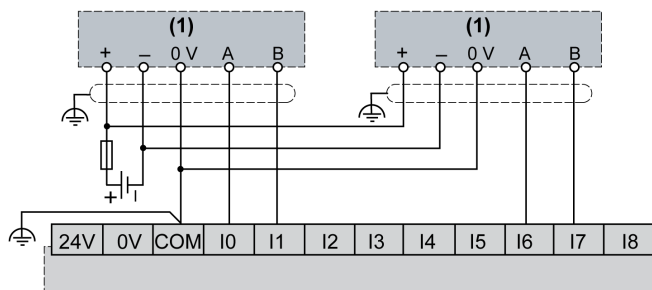 (1) (1)
+ – 0 V A B + – 0 V A B
+ –
24V 0V COM I0 I1 I2 I3 I4 I5 I6 I7 I8